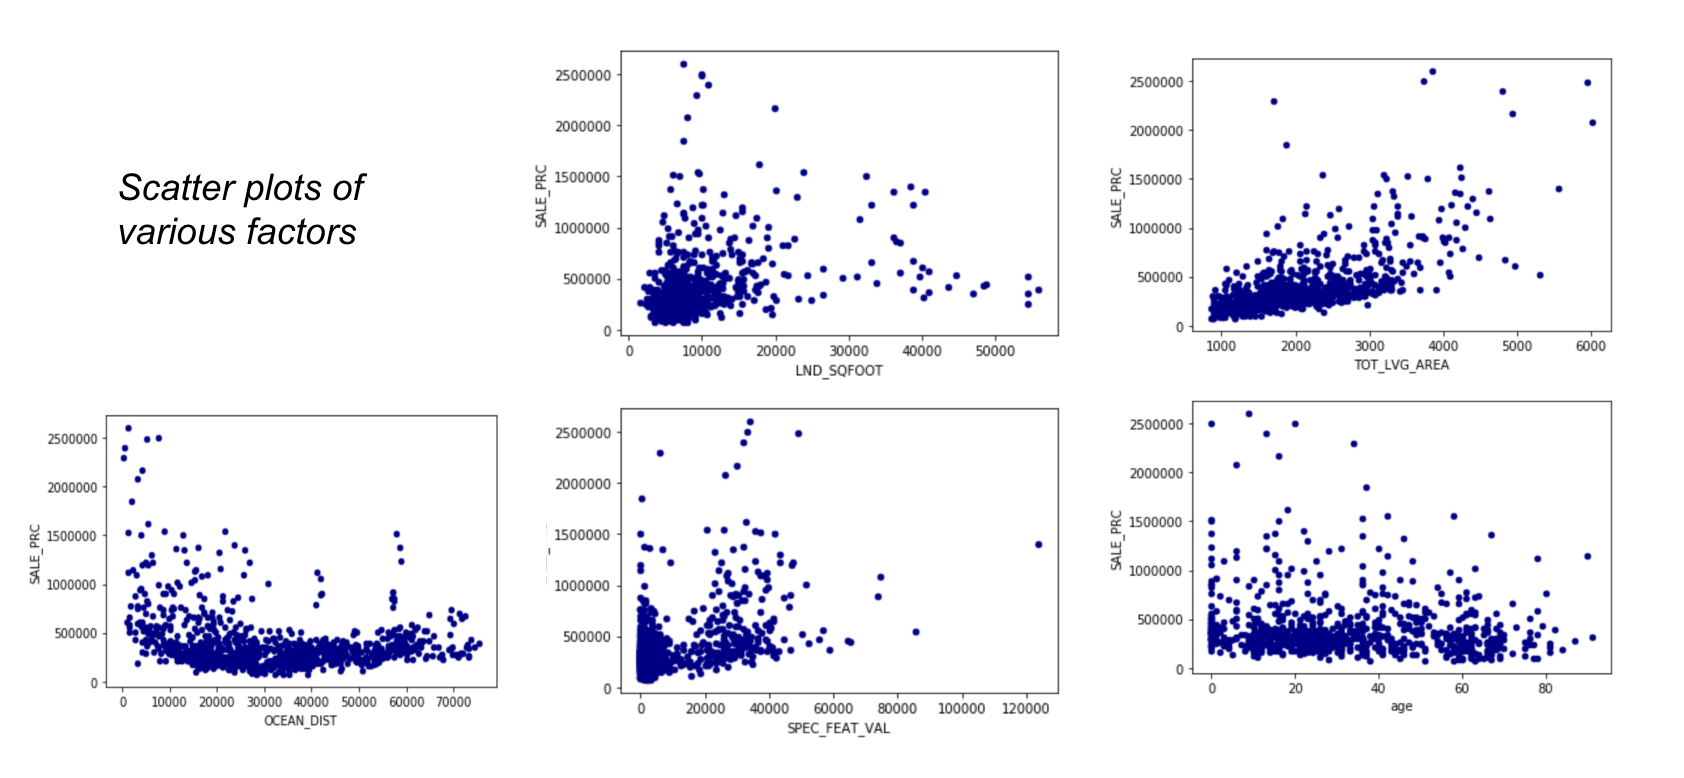 Scatter plots of
various factors
2500000
2000000
1500000
1000000
500000
0
SALE_PRC
0 10000 20000 30000 40000 50000
LND_SQFOOT
2500000
2000000
1500000
1000000
500000
0
SALE_PRC
1000 2000 3000 4000 5000 6000
TOT_LVG_AREA
2500000
2000000
1500000
1000000
500000
0
SALE_PRC
0 10000 20000 30000 40000 50000 60000 70000
OCEAN_DIST
2500000
2000000
1500000
1000000
500000
0
0 20000 40000 60000 80000 100000 120000
SPEC_FEAT_VAL
2500000
2000000
1500000
1000000
500000
0
SALE_PRC
0 20 40 60 80
age